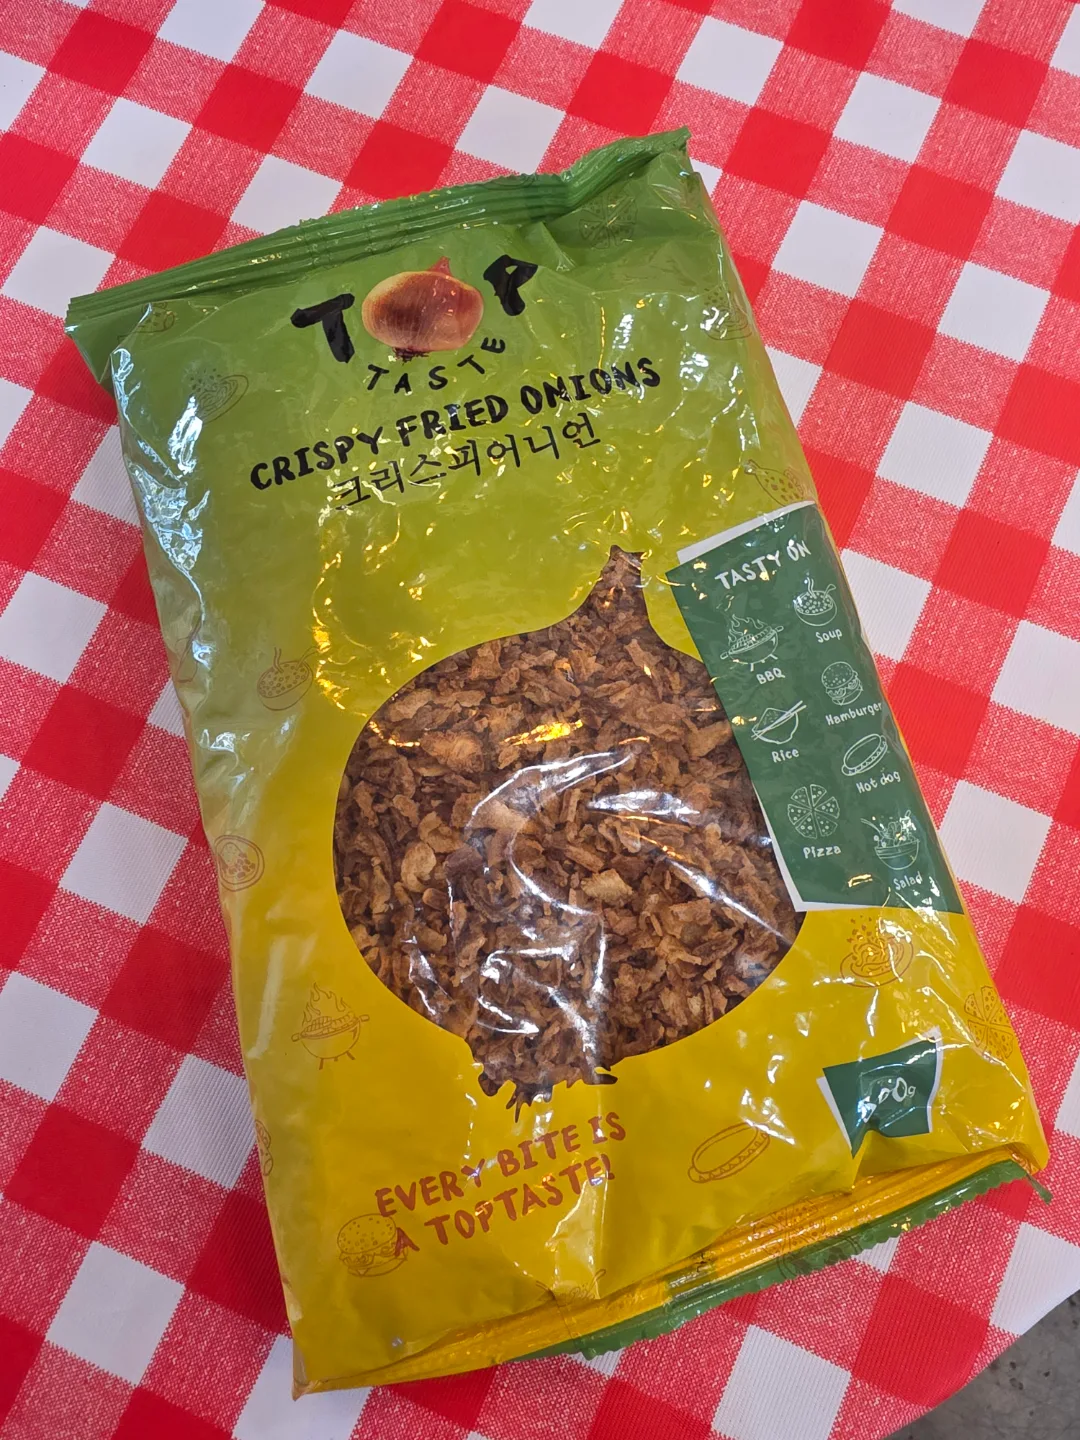 TOP
TASTE
CRISPY FRIED ONIONS
크리스피어니언
TASTY ON
Soup
BBQ
Hamburger
Rice
Hot dog
Pizza
Salad
EVERY BITE IS
A TOPTASTE!